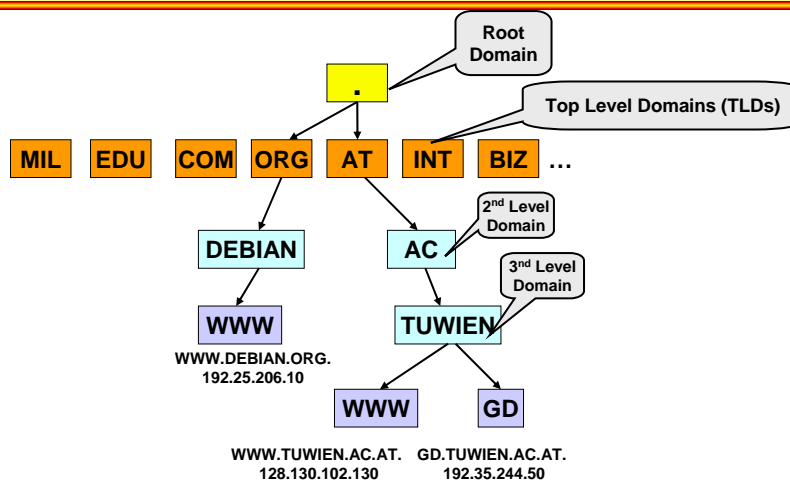 Root
Domain
.
Top Level Domains (TLDs)
MIL EDU COM ORG AT INT BIZ ...
2nd Level
Domain
DEBIAN AC
3nd Level
Domain
WWW TUWIEN
WWW.DEBIAN.ORG.
192.25.206.10
WWW GD
WWW.TUWIEN.AC.AT. GD.TUWIEN.AC.AT.
128.130.102.130 192.35.244.50